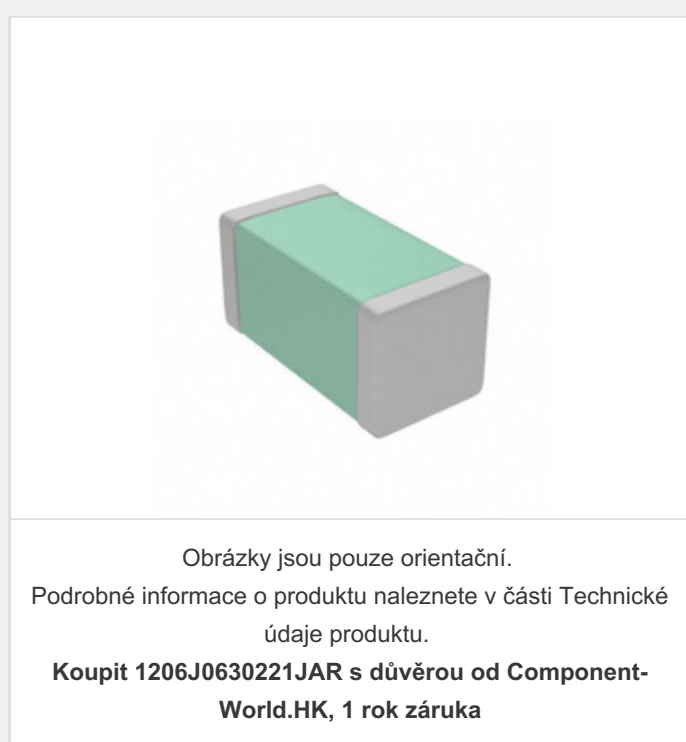 Obrázky jsou pouze orientační.
Podrobné informace o produktu naleznete v části Technické
údaje produktu.
Koupit 1206J0630221JAR s důvěrou od Component-
World.HK, 1 rok záruka